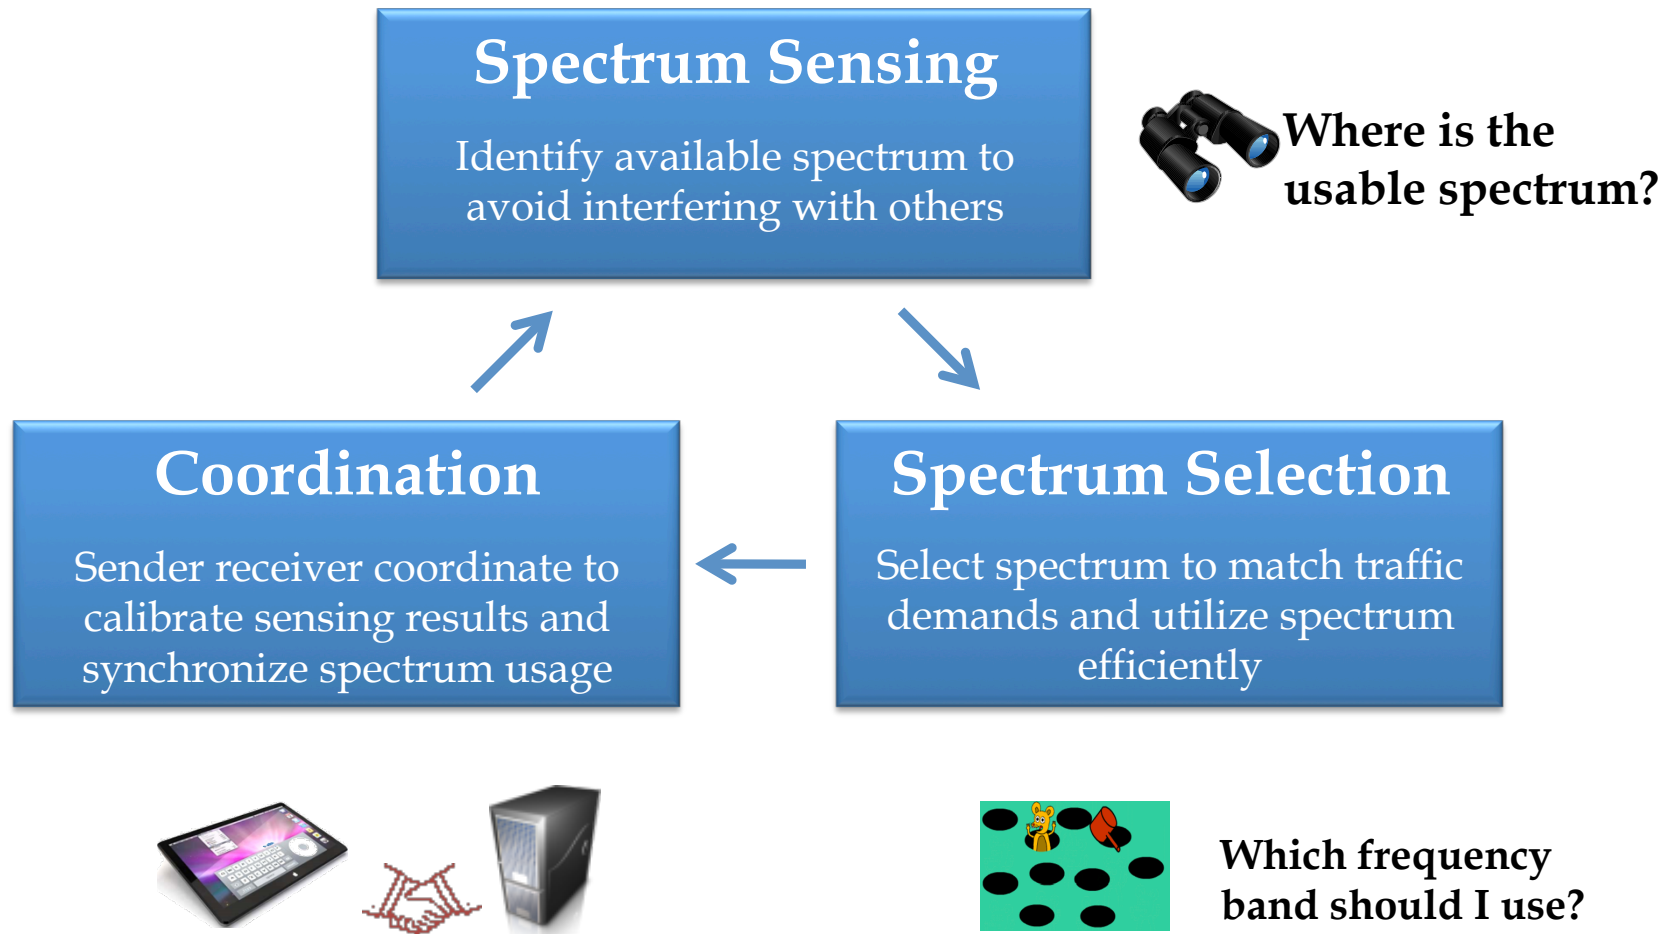 Spectrum Sensing
Identify available spectrum to
avoid interfering with others
Where is the
usable spectrum?
Coordination
Sender receiver coordinate to
calibrate sensing results and
synchronize spectrum usage
Spectrum Selection
Select spectrum to match traffic
demands and utilize spectrum
efficiently
Which frequency
band should I use?